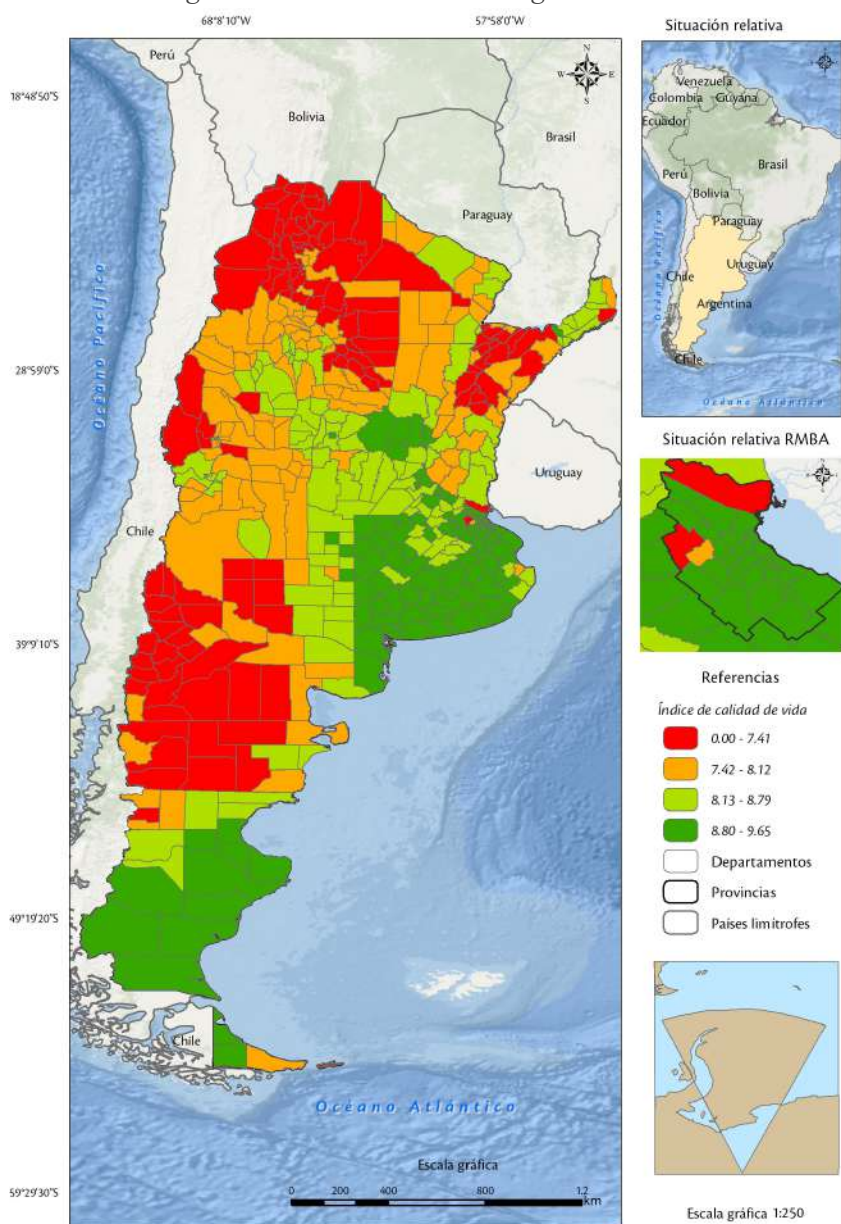 68°8'10"O
57°58'0"W
18°48'50"S
28°59'0"S
39°9'10"S
49°19'20"S
59°29'30"S
Perú
Bolivia
Brasil
Paraguay
Uruguay
Chile
Chile
Océano Pacífico
Océano Atlántico
N
W
E
S
Escala gráfica
0
200
400
800
1.2
km
Situación relativa
Venezuela
Colombia
Guyana
Ecuador
Brasil
Perú
Bolivia
Paraguay
Uruguay
Chile
Argentina
Chile
Océano Pacífico
Océano Atlántico
Situación relativa RMBA
Referencias
Índice de calidad de vida
0.00 - 7.41
7.42 - 8.12
8.13 - 8.79
8.80 - 9.65
Departamentos
Provincias
Países limitrofes
Escala gráfica 1:250